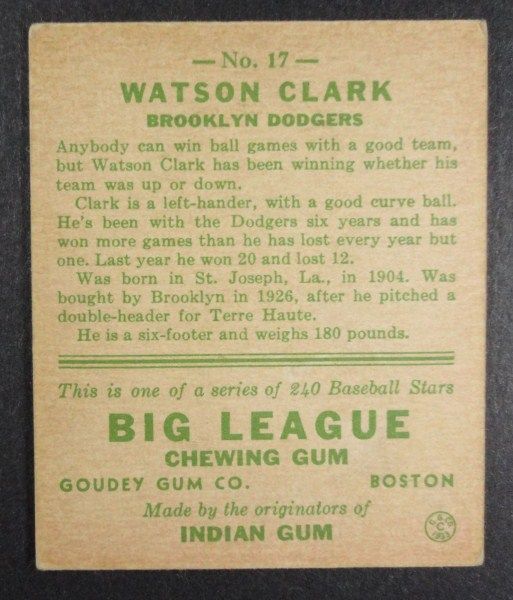 — No. 17 —
WATSON CLARK
BROOKLYN DODGERS
Anybody can win ball games with a good team,
but Watson Clark has been winning whether his
team was up or down.
Clark is a left-hander, with a good curve ball.
He's been with the Dodgers six years and has
won more games than he has lost every year but
one. Last year he won 20 and lost 12.
Was born in St. Joseph, La., in 1904. Was
bought by Brooklyn in 1926, after he pitched a
double-header for Terre Haute.
He is a six-footer and weighs 180 pounds.
This is one of a series of 240 Baseball Stars
BIG LEAGUE
CHEWING GUM
GOUDEY GUM CO. BOSTON
Made by the originators of
INDIAN GUM
C
1933